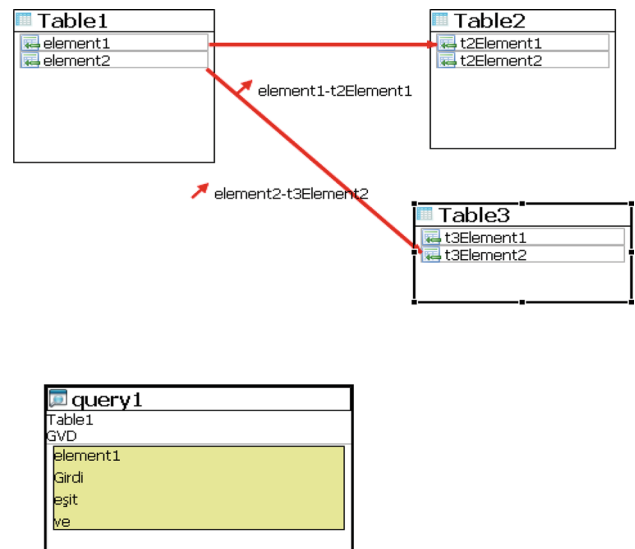 Table1
element1
element2
Table2
t2Element1
t2Element2
element1-t2Element1
element2-t3Element2
Table3
t3Element1
t3Element2
query1
Table1
GVD
element1
Girdi
eşit
ve